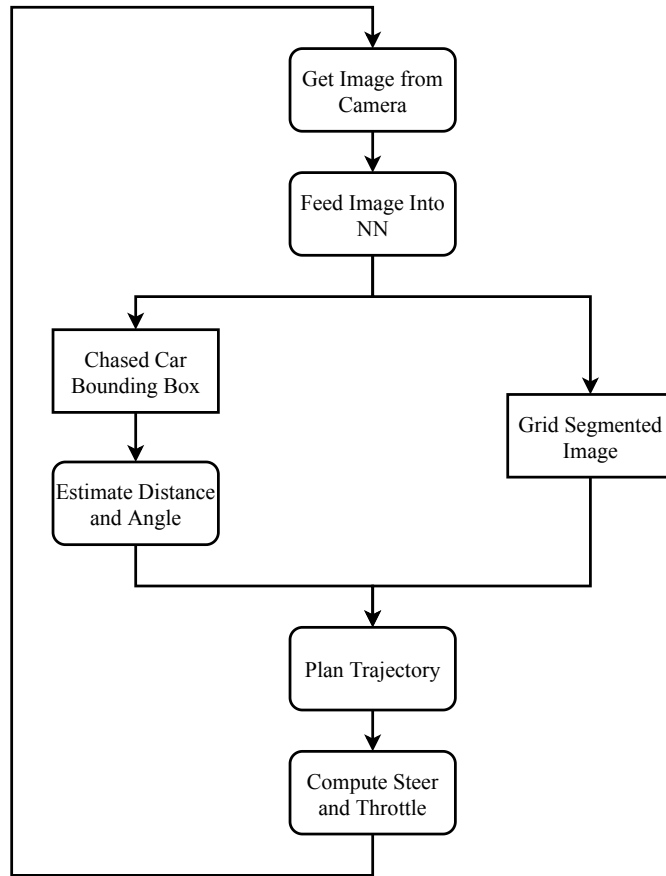 Get Image from
Camera
Feed Image Into
NN
Chased Car
Bounding Box
Grid Segmented
Image
Estimate Distance
and Angle
Plan Trajectory
Compute Steer
and Throttle